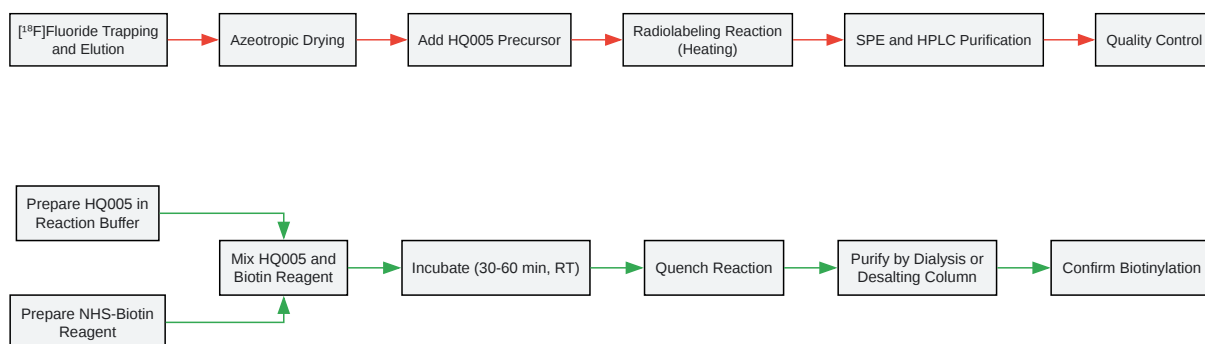 [¹⁸F]Fluoride Trapping
and Elution
Azeotropic Drying
Add HQ005 Precursor
Radiolabeling Reaction
(Heating)
SPE and HPLC Purification
Quality Control
Prepare HQ005 in
Reaction Buffer
Prepare NHS-Biotin
Reagent
Mix HQ005 and
Biotin Reagent
Incubate (30-60 min, RT)
Quench Reaction
Purify by Dialysis or
Desalting Column
Confirm Biotinylation